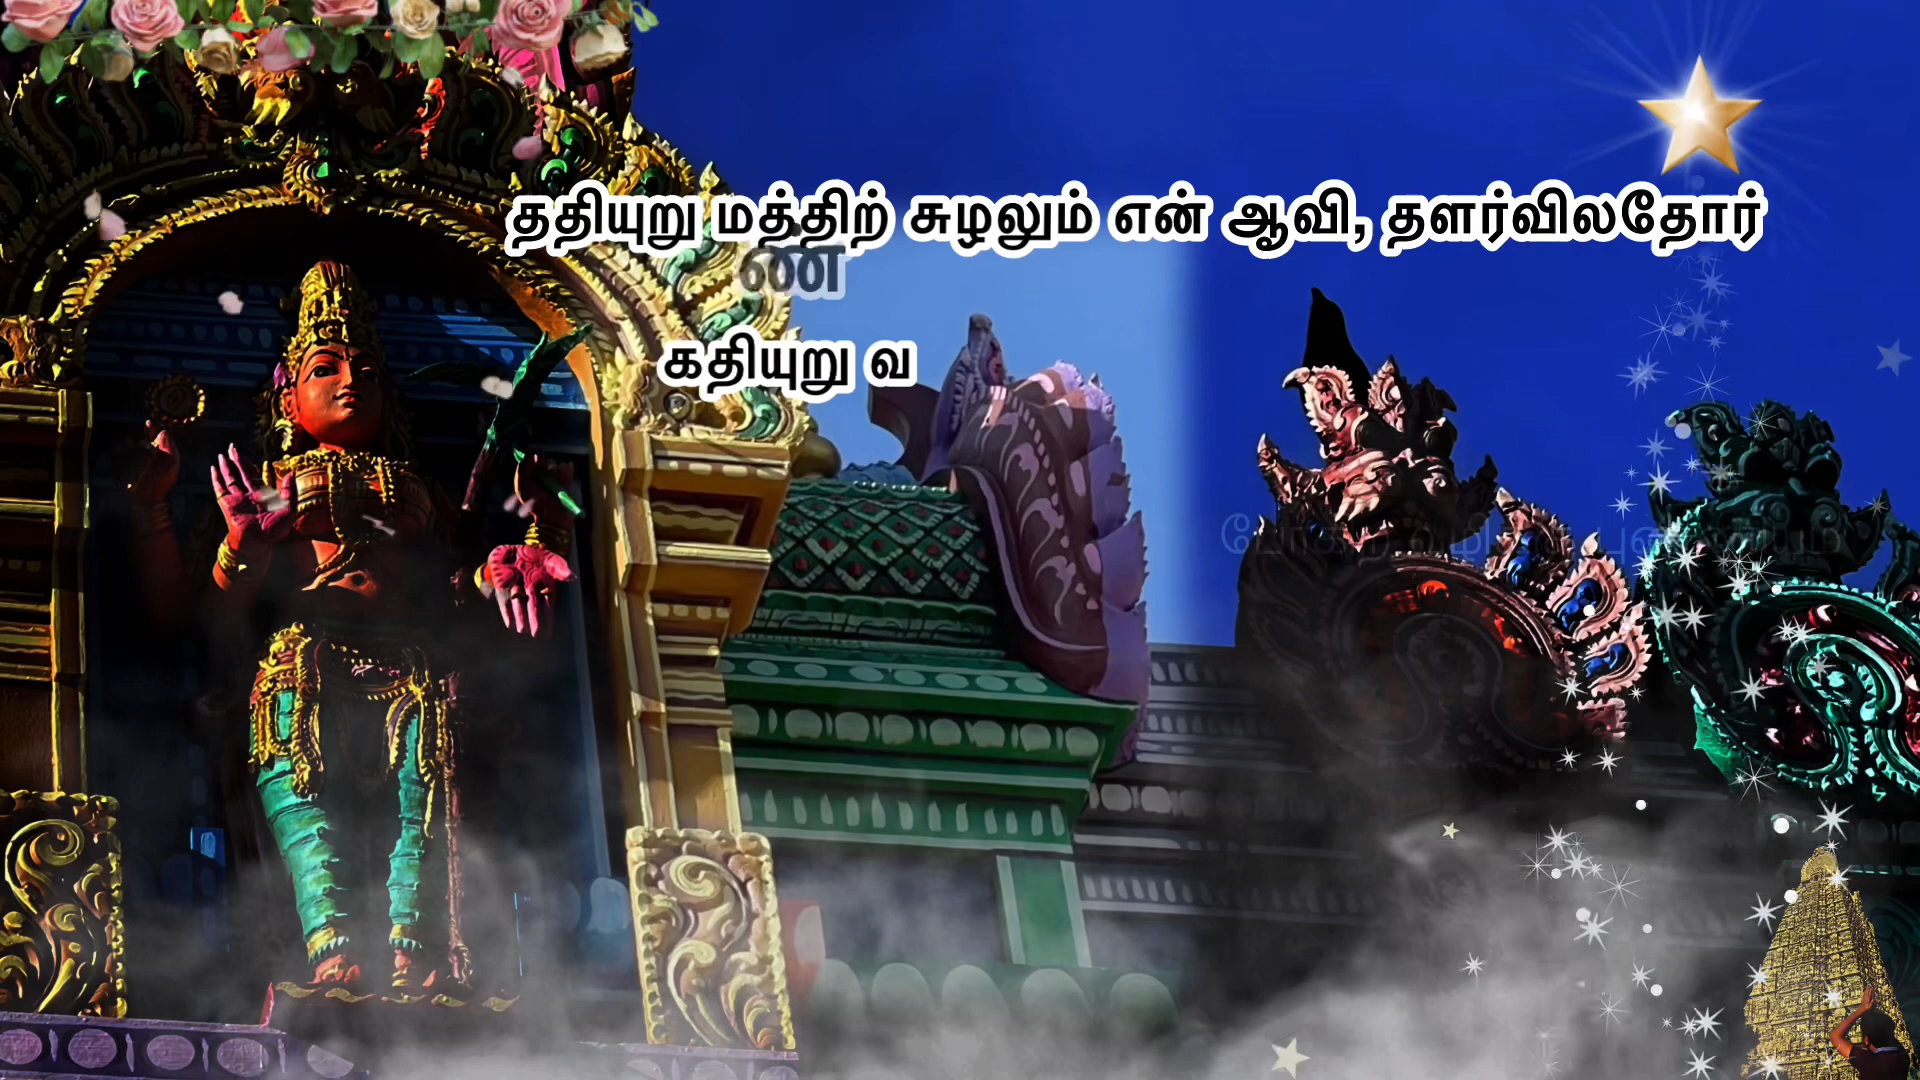 ததியுறு மத்திற் சுழலும் என் ஆவி, தளர்விலதோர்
ண்
கதியுறு வ